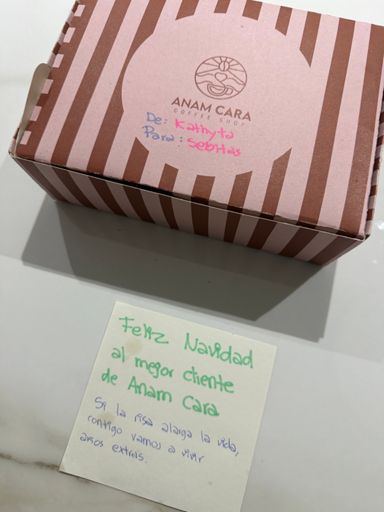 ANAM CARA
COFFEE SHOP
De: Kathyta
Para: Sebitas
Feliz Navidad
al mejor cliente
de Anam Cara
Si la risa alarga la vida,
contigo vamos a vivir
años extras.